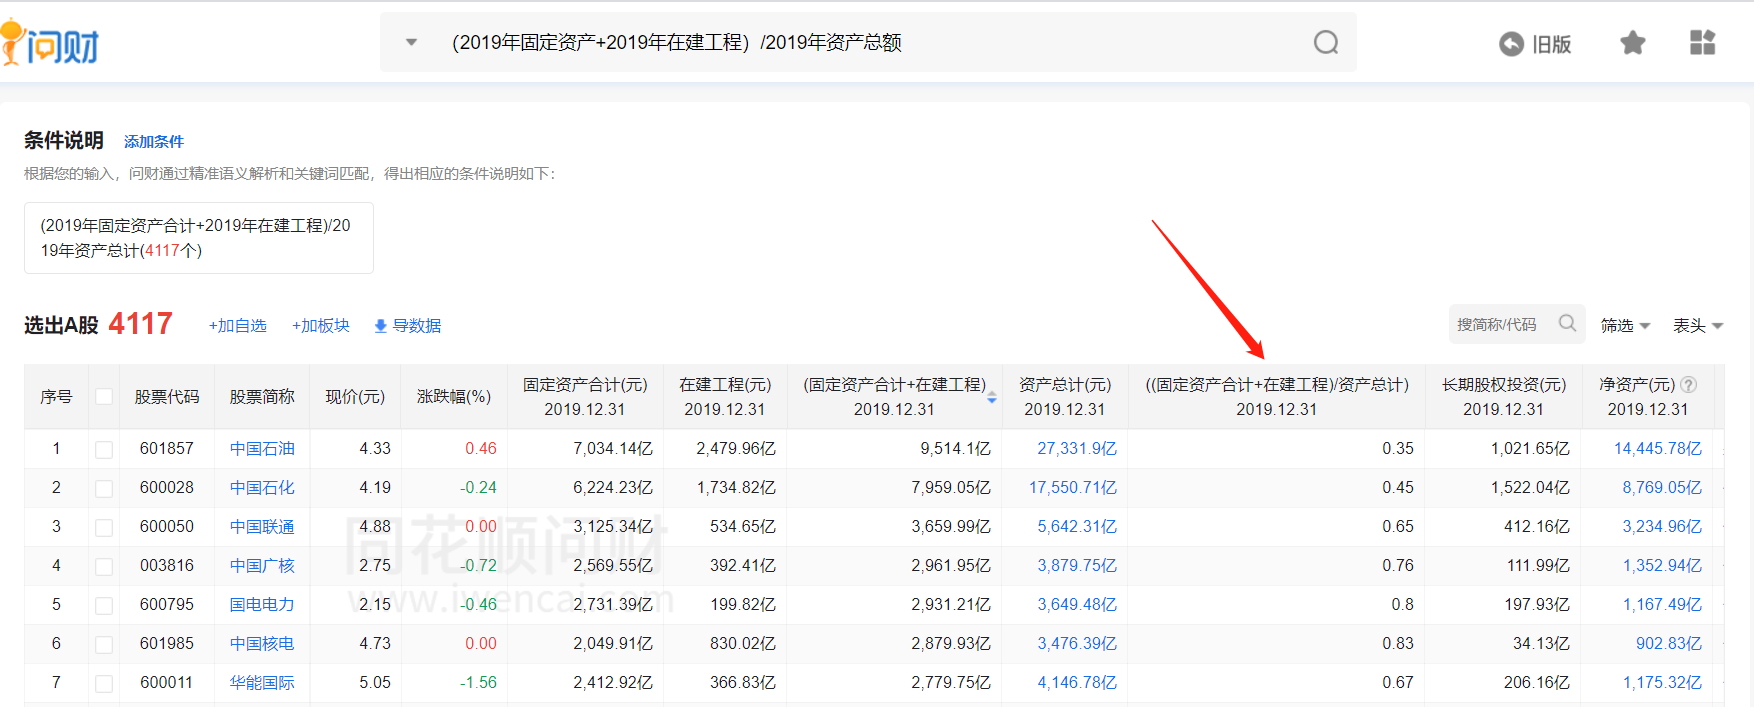 问财
(2019年固定资产+2019年在建工程) /2019年资产总额
旧版
条件说明 添加条件
根据您的输入，问财通过精准语义解析和关键词匹配，得出相应的条件说明如下：
(2019年固定资产合计+2019年在建工程)/20
19年资产总计(4117个)
选出A股 4117 +加自选 +加板块 导数据 搜简称/代码 筛选 表头
序号 股票代码 股票简称 现价(元) 涨跌幅(%) 固定资产合计(元) 2019.12.31 在建工程(元) 2019.12.31 (固定资产合计+在建工程) 2019.12.31 资产总计(元) 2019.12.31 ((固定资产合计+在建工程)/资产总计) 2019.12.31 长期股权投资(元) 2019.12.31 净资产(元) ? 2019.12.31
1 601857 中国石油 4.33 0.46 7,034.14亿 2,479.96亿 9,514.1亿 27,331.9亿 0.35 1,021.65亿 14,445.78亿
2 600028 中国石化 4.19 -0.24 6,224.23亿 1,734.82亿 7,959.05亿 17,550.71亿 0.45 1,522.04亿 8,769.05亿
3 600050 中国联通 4.88 0.00 3,125.34亿 534.65亿 3,659.99亿 5,642.31亿 0.65 412.16亿 3,234.96亿
4 003816 中国广核 2.75 -0.72 2,569.55亿 392.41亿 2,961.95亿 3,879.75亿 0.76 111.99亿 1,352.94亿
5 600795 国电电力 2.15 -0.46 2,731.39亿 199.82亿 2,931.21亿 3,649.48亿 0.8 197.93亿 1,167.49亿
6 601985 中国核电 4.73 0.00 2,049.91亿 830.02亿 2,879.93亿 3,476.39亿 0.83 34.13亿 902.83亿
7 600011 华能国际 5.05 -1.56 2,412.92亿 366.83亿 2,779.75亿 4,146.78亿 0.67 206.16亿 1,175.32亿
同花顺问财
www.iwencai.com